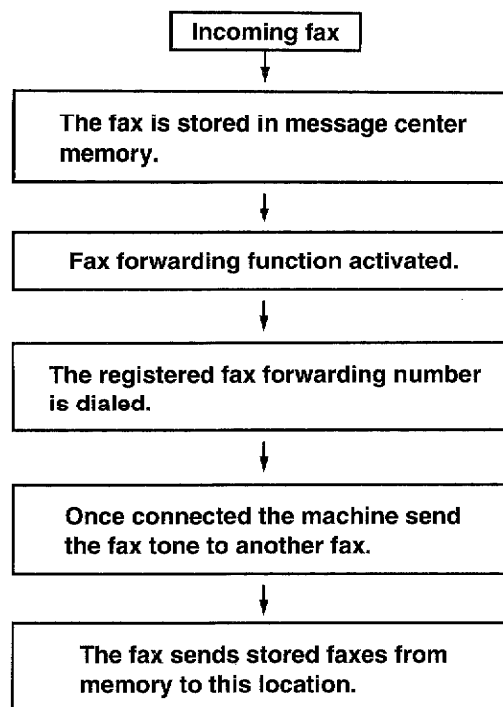 Incoming fax
The fax is stored in message center
memory.
Fax forwarding function activated.
The registered fax forwarding number
is dialed.
Once connected the machine send
the fax tone to another fax.
The fax sends stored faxes from
memory to this location.